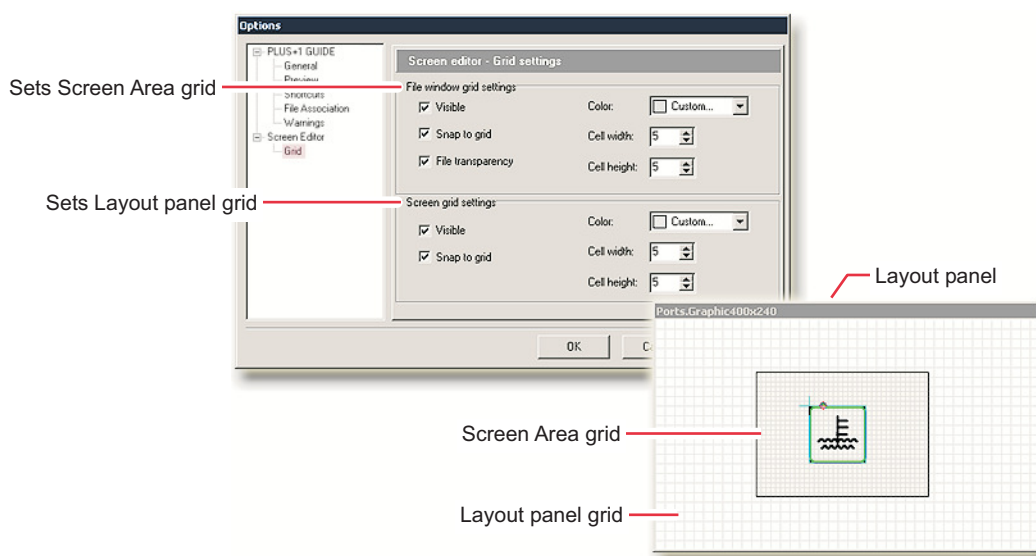 Options
PLUS+1 GUIDE
General
Preview
Shortcuts
File Association
Warnings
Screen Editor
Grid
Screen editor - Grid settings
File window grid settings
Visible
Color:
Custom...
Snap to grid
Cell width:
5
File transparency
Cell height:
5
Screen grid settings
Visible
Color:
Custom...
Snap to grid
Cell width:
5
Cell height:
5
OK
C
Sets Screen Area grid
Sets Layout panel grid
Layout panel
Ports.Graphic400x240
Screen Area grid
Layout panel grid